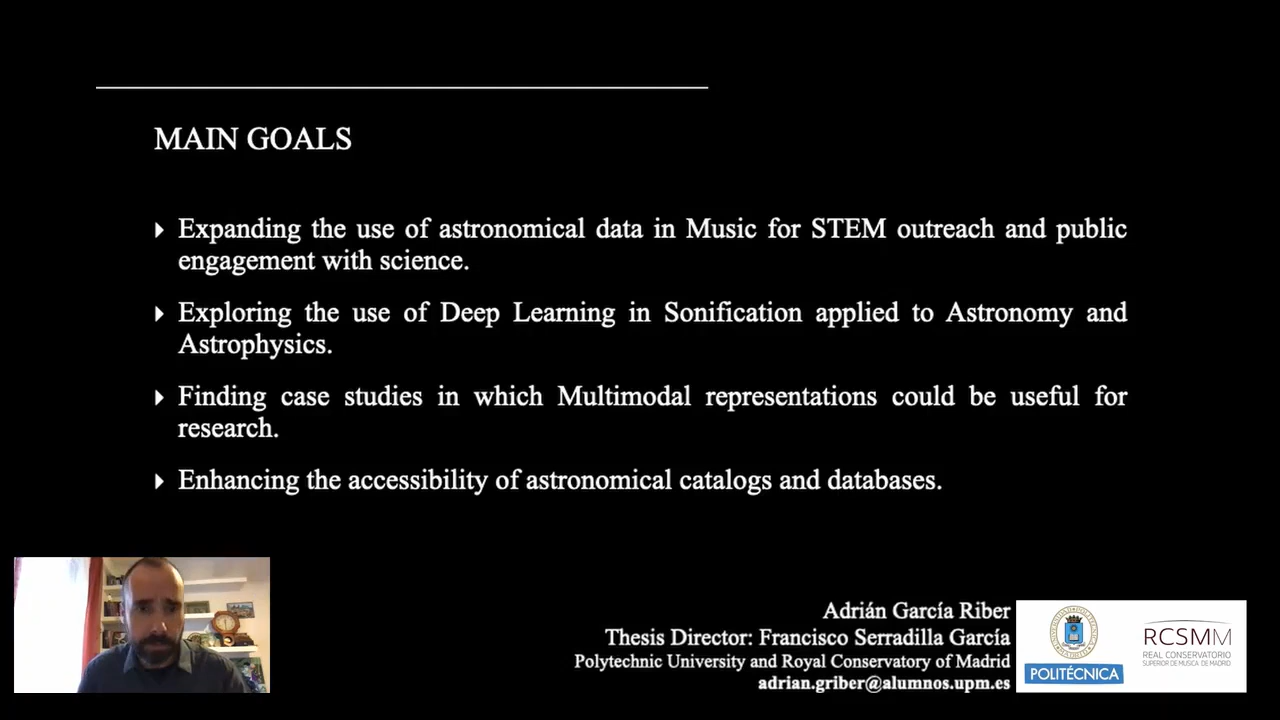 MAIN GOALS
Expanding the use of astronomical data in Music for STEM outreach and public
engagement with science.
Exploring the use of Deep Learning in Sonification applied to Astronomy and
Astrophysics.
Finding case studies in which Multimodal representations could be useful for
research.
Enhancing the accessibility of astronomical catalogs and databases.
Adrián García Riber
Thesis Director: Francisco Serradilla García
Polytechnic University and Royal Conservatory of Madrid
adrian.griber@alumnos.upm.es
POLITÉCNICA
RCSMM
REAL CONSERVATORIO
SUPERIOR DE MÚSICA DE MADRID